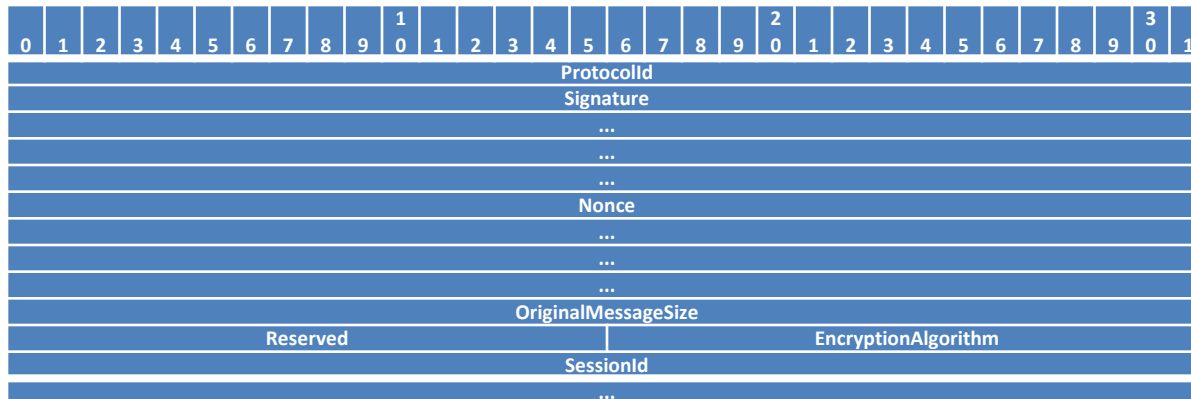 1 2 3
0 1 2 3 4 5 6 7 8 9 0 1 2 3 4 5 6 7 8 9 0 1 2 3 4 5 6 7 8 9 0 1
ProtocolId
Signature
...
...
...
Nonce
...
...
...
OriginalMessageSize
Reserved EncryptionAlgorithm
SessionId
...